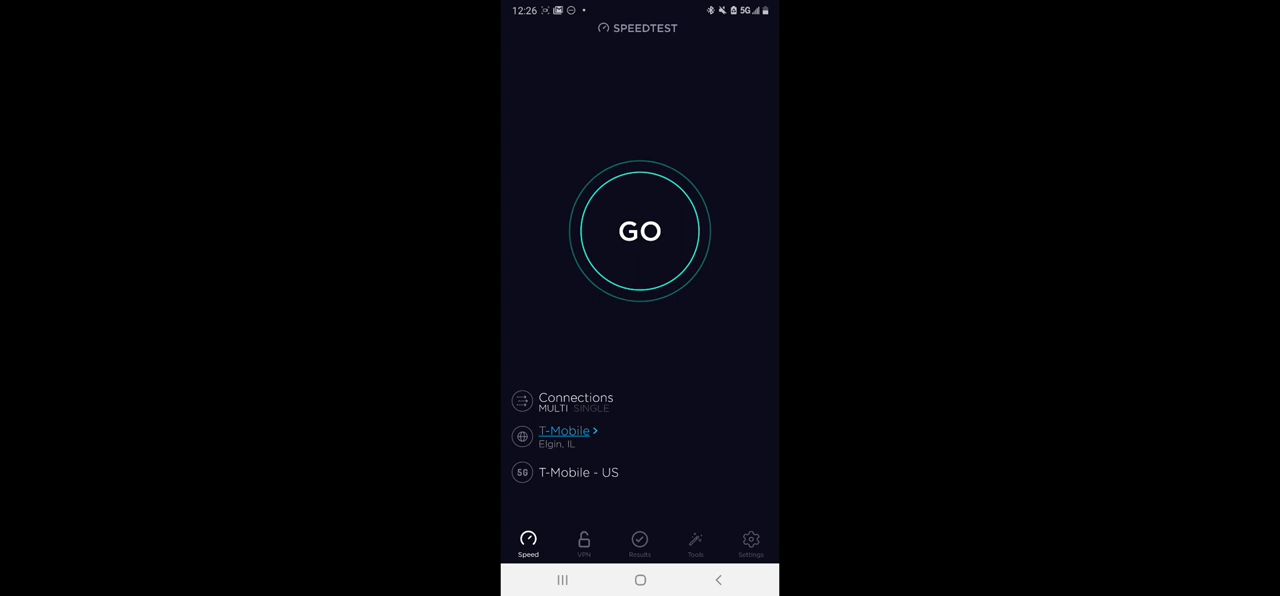 12:26 5G
SPEEDTEST
GO
Connections
MULTI SINGLE
T-Mobile >
Elgin, IL
5G T-Mobile - US
Speed VPN Results Tools Settings